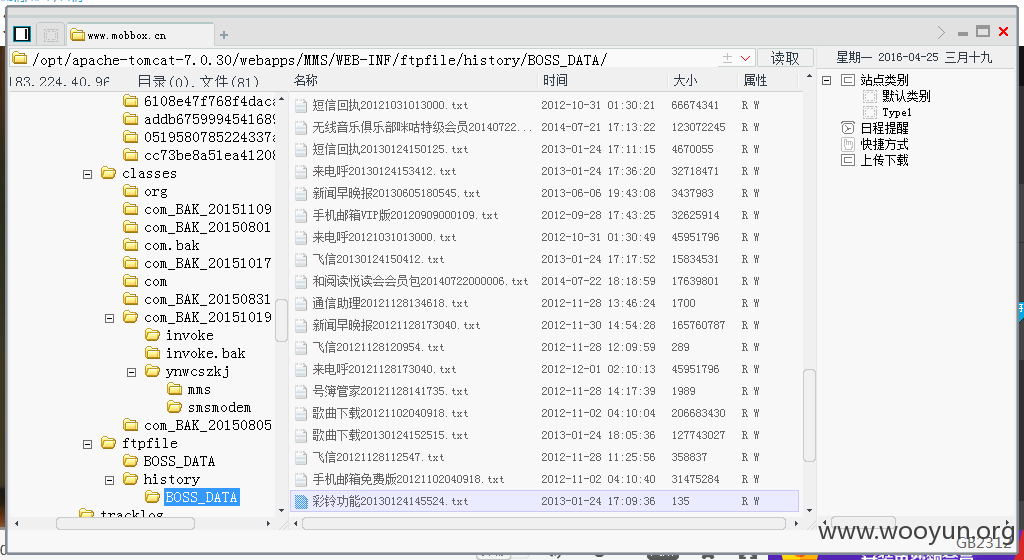 www.mobbox.cn
/opt/apache-tomcat-7.0.30/webapps/MMS/WEB-INF/ftpfile/history/BOSS_DATA/
读取
星期一 2016-04-25 三月十九
183.224.40.96
目录(0),文件(81)
名称 时间 大小 属性
6108e47f768f4daca
addb6759994541689
0519580785224337a
cc73be8a51ea41208
classes
org
com_BAK_20151109
com_BAK_20150801
com.bak
com_BAK_20151017
com
com_BAK_20150831
com_BAK_20151019
invoke
invoke.bak
ynwcszkj
mms
smsmodem
com_BAK_20150805
ftpfile
BOSS_DATA
history
BOSS_DATA
tracklog
短信回执20121031013000.txt 2012-10-31 01:30:21 66674341 R W
无线音乐俱乐部咪咕特级会员20140722... 2014-07-21 17:13:22 123072245 R W
短信回执20130124150125.txt 2013-01-24 17:11:15 4670055 R W
来电呼20130124153412.txt 2013-01-24 17:36:20 32718471 R W
新闻早晚报20130605180545.txt 2013-06-06 19:43:08 3437983 R W
手机邮箱VIP版20120909000109.txt 2012-09-28 17:43:25 32625914 R W
来电呼20121031013000.txt 2012-10-31 01:30:49 45951796 R W
飞信20130124150412.txt 2013-01-24 17:17:52 15834531 R W
和阅读悦读会会员包20140722000006.txt 2014-07-22 18:18:59 17639801 R W
通信助理20121128134618.txt 2012-11-28 13:46:24 1700 R W
新闻早晚报20121128173040.txt 2012-11-30 14:54:28 165760787 R W
飞信20121128120954.txt 2012-11-28 12:09:59 289 R W
来电呼20121128173040.txt 2012-12-01 02:10:13 45951796 R W
号簿管家20121128141735.txt 2012-11-28 14:17:39 1989 R W
歌曲下载20121102040918.txt 2012-11-02 04:10:04 206683430 R W
歌曲下载20130124152515.txt 2013-01-24 18:05:36 127743027 R W
飞信20121128112547.txt 2012-11-28 11:25:56 358837 R W
手机邮箱免费版20121102040918.txt 2012-11-02 04:10:40 31475284 R W
彩铃功能20130124145524.txt 2013-01-24 17:09:36 135 R W
站点类别
默认类别
Type1
日程提醒
快捷方式
上传下载
www.wooyun.org
GB2312